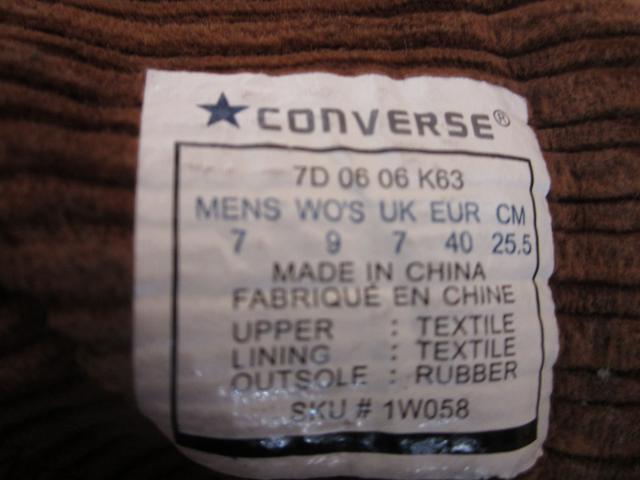 CONVERSE®
7D 06 06 K63
MENS WO'S UK EUR CM
7 9 7 40 25.5
MADE IN CHINA
FABRIQUÉ EN CHINE
UPPER : TEXTILE
LINING : TEXTILE
OUTSOLE : RUBBER
SKU # 1W058